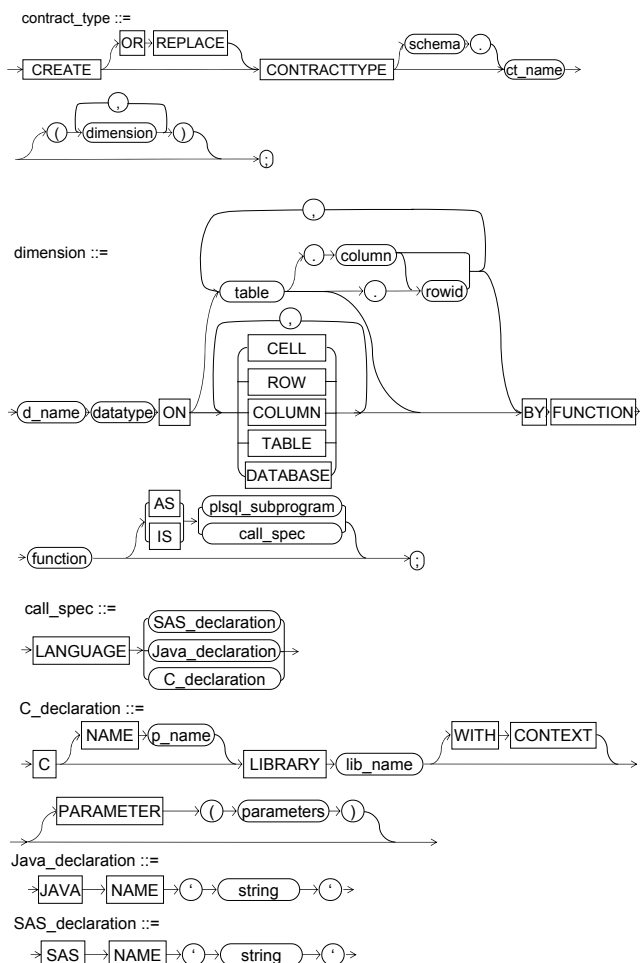 contract_type ::=
OR REPLACE
schema .
CREATE
CONTRACTTYPE
ct_name
,
( dimension )
;
,
dimension ::=
. column
table
. rowid
,
CELL
ROW
d_name datatype ON
COLUMN
BY FUNCTION
TABLE
DATABASE
AS
IS
plsql_subprogram
call_spec
function
;
call_spec ::=
SAS_declaration
LANGUAGE Java_declaration
C_declaration
C_declaration ::=
NAME p_name
WITH CONTEXT
C
LIBRARY lib_name
PARAMETER ( parameters )
Java_declaration ::=
JAVA NAME ‘ string ‘
SAS_declaration ::=
SAS NAME ‘ string ‘